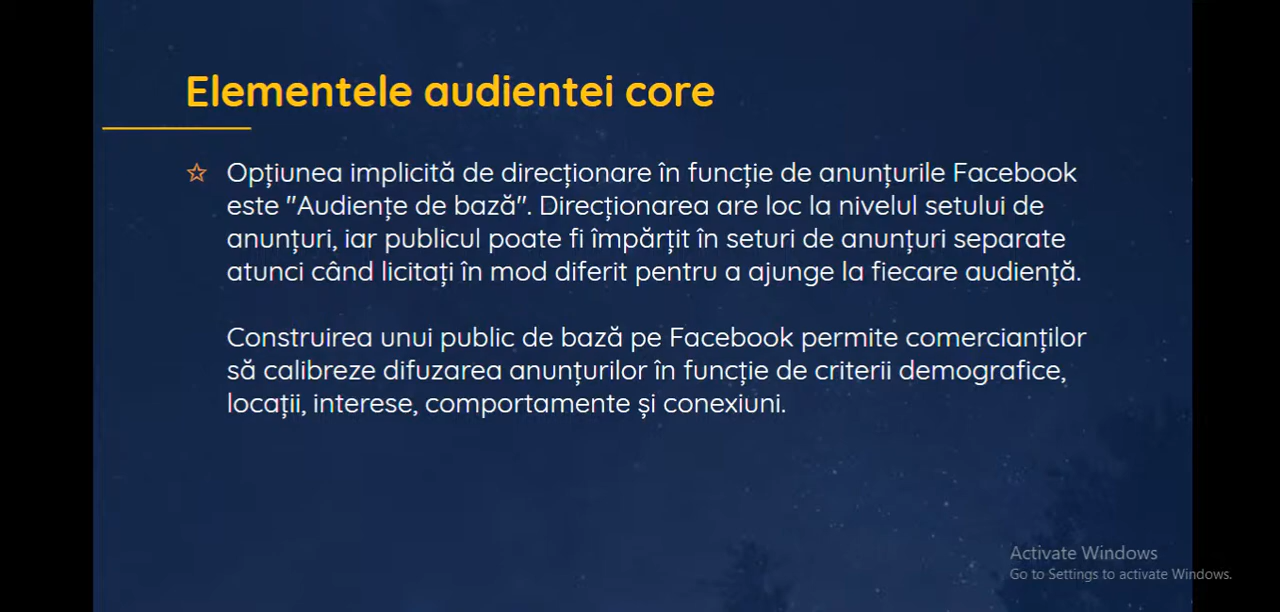 Elementele audientei core
Opțiunea implicită de direcționare în funcție de anunțurile Facebook
este "Audiențe de bază". Direcționarea are loc la nivelul setului de
anunțuri, iar publicul poate fi împărțit în seturi de anunțuri separate
atunci când licitați în mod diferit pentru a ajunge la fiecare audiență.
Construirea unui public de bază pe Facebook permite comercianților
să calibreze difuzarea anunțurilor în funcție de criterii demografice,
locații, interese, comportamente și conexiuni.
Activate Windows
Go to Settings to activate Windows.